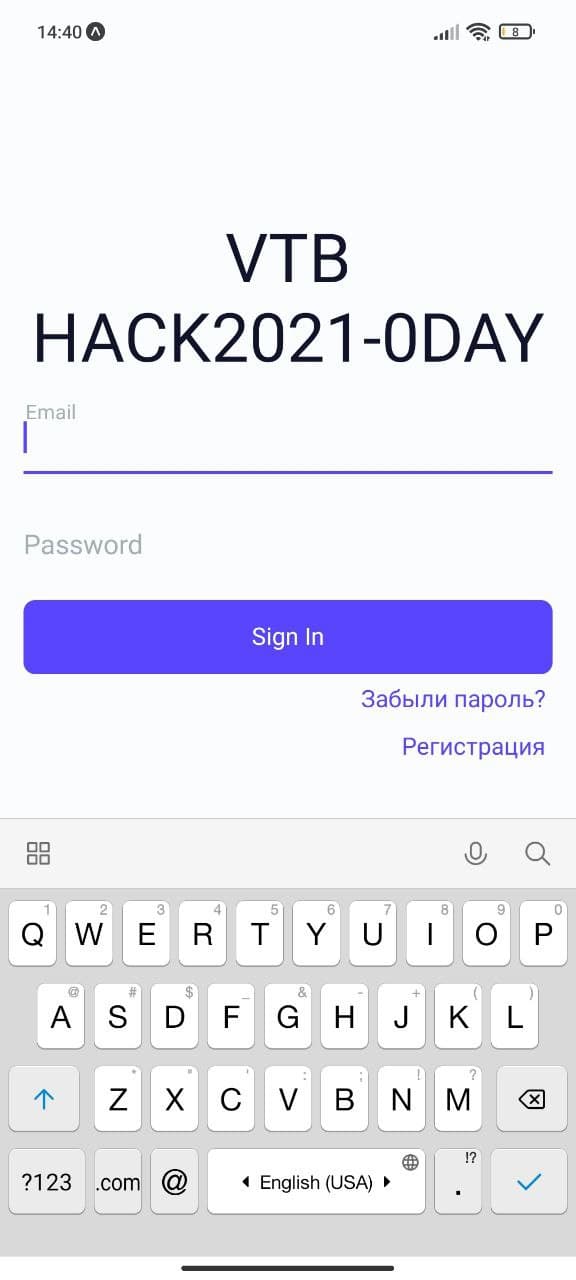 14:40
8
VTB
HACK2021-0DAY
Email
Password
Sign In
Забыли пароль?
Регистрация
1 2 3 4 5 6 7 8 9 0
Q W E R T Y U I O P
@ # $ _ & - + ( )
A S D F G H J K L
* " ' : ; ! ?
Z X C V B N M
?123 .com @ English (USA) !? .